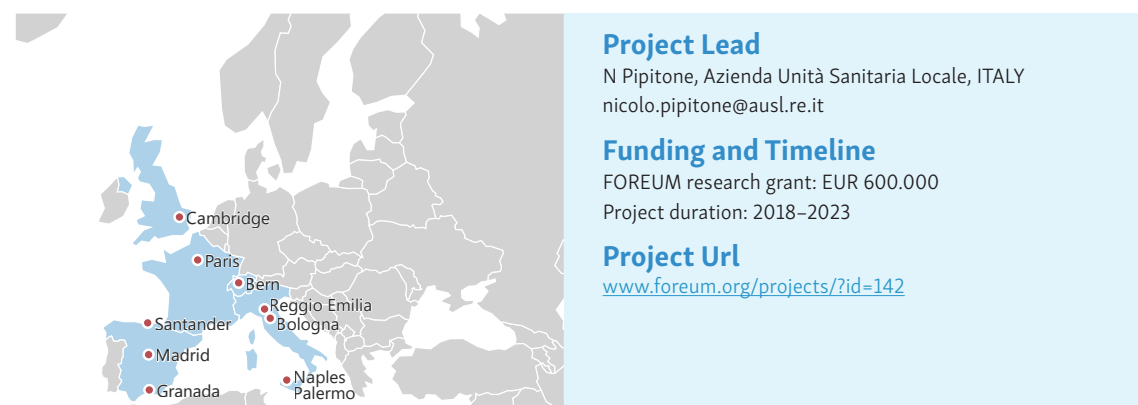 Cambridge
Paris
Bern
Reggio Emilia
Bologna
Santander
Madrid
Granada
Naples
Palermo
Project Lead
N Pipitone, Azienda Unità Sanitaria Locale, ITALY
nicolo.pipitone@ausl.re.it
Funding and Timeline
FOREUM research grant: EUR 600.000
Project duration: 2018–2023
Project Url
www.foreum.org/projects/?id=142